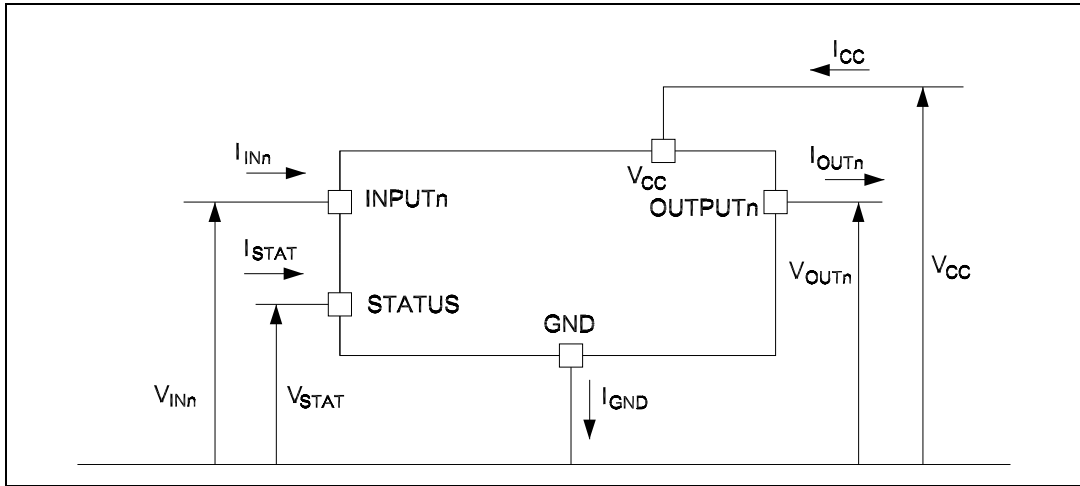 ICC
IINn
VCC
IOUTn
INPUTn
OUTPUTn
ISTAT
VOUTn
VCC
STATUS
GND
VINn
VSTAT
IGND